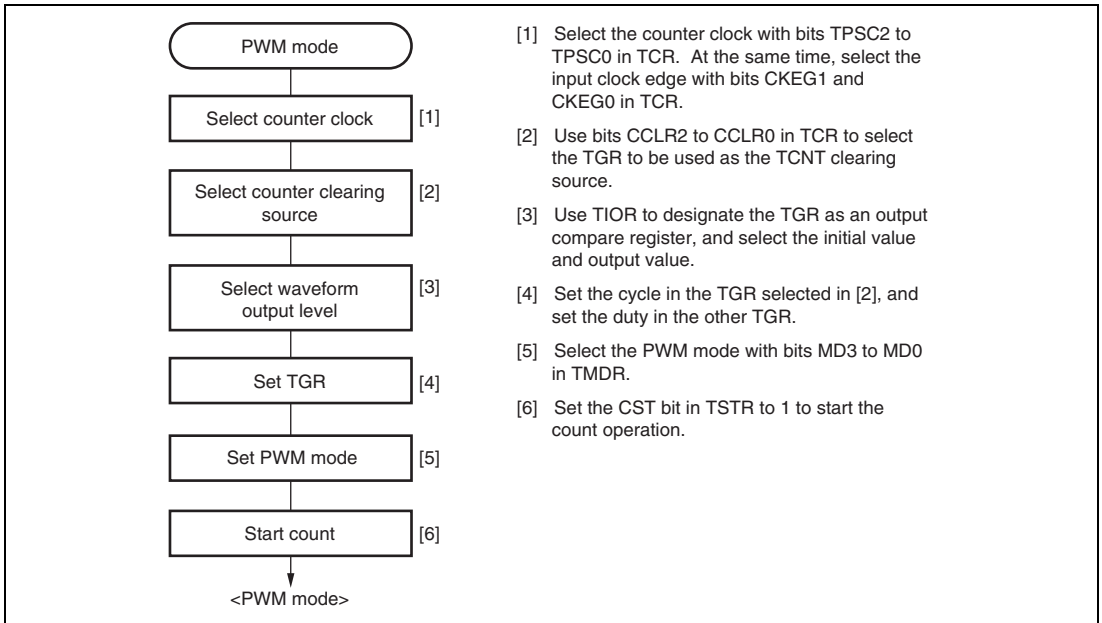 PWM mode
Select counter clock
[1]
Select counter clearing
source
[2]
Select waveform
output level
[3]
Set TGR
[4]
Set PWM mode
[5]
Start count
[6]
<PWM mode>
[1] Select the counter clock with bits TPSC2 to
TPSC0 in TCR. At the same time, select the
input clock edge with bits CKEG1 and
CKEG0 in TCR.
[2] Use bits CCLR2 to CCLR0 in TCR to select
the TGR to be used as the TCNT clearing
source.
[3] Use TIOR to designate the TGR as an output
compare register, and select the initial value
and output value.
[4] Set the cycle in the TGR selected in [2], and
set the duty in the other TGR.
[5] Select the PWM mode with bits MD3 to MD0
in TMDR.
[6] Set the CST bit in TSTR to 1 to start the
count operation.